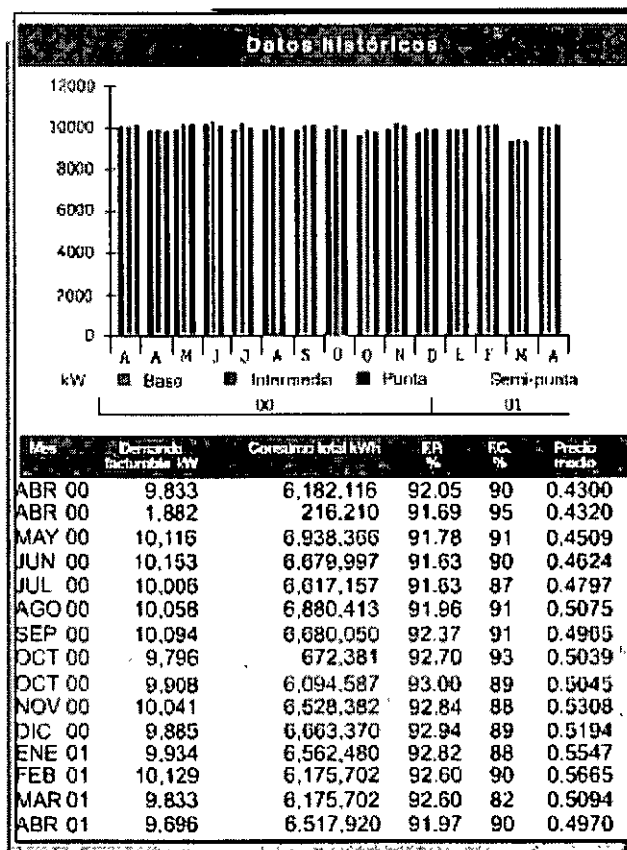 Datos históricos
12000
10000
8000
6000
4000
2000
0
A A M J J A S O O N D E F M A
kW Base Intermedia Punta Semi-punta
00 01
Mes Demanda facturable kW Consumo total kWh F.P. % F.C. % Precio medio
ABR 00 9.833 6,182,116 92.05 90 0.4300
ABR 00 1.882 216.210 91.69 95 0.4320
MAY 00 10,116 6,938,366 91.78 91 0.4509
JUN 00 10,153 6,679,997 91.63 90 0.4624
JUL 00 10,006 6,617,157 91.63 87 0.4797
AGO 00 10,058 6,880,413 91.96 91 0.5075
SEP 00 10,094 6,680,050 92.37 91 0.4965
OCT 00 9,796 672,381 92.70 93 0.5039
OCT 00 9,908 6,094,587 93.00 89 0.5045
NOV 00 10,041 6,528,382 92.84 88 0.5308
DIC 00 9,885 6,663,370 92.94 89 0.5194
ENE 01 9,934 6,562,480 92.82 88 0.5547
FEB 01 10,129 6,175,702 92.60 90 0.5665
MAR 01 9.833 6,175,702 92.60 82 0.5094
ABR 01 9.696 6,517,920 91.97 90 0.4970